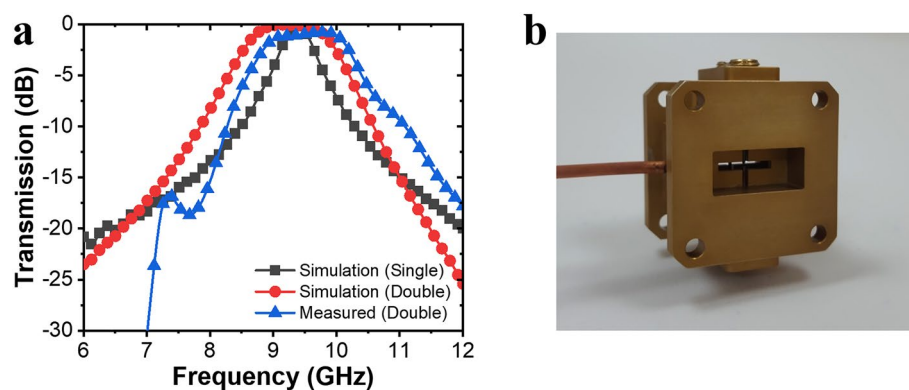 a
b
Transmission (dB)
0
-5
-10
-15
-20
-25
-30
Simulation (Single)
Simulation (Double)
Measured (Double)
6 7 8 9 10 11 12
Frequency (GHz)